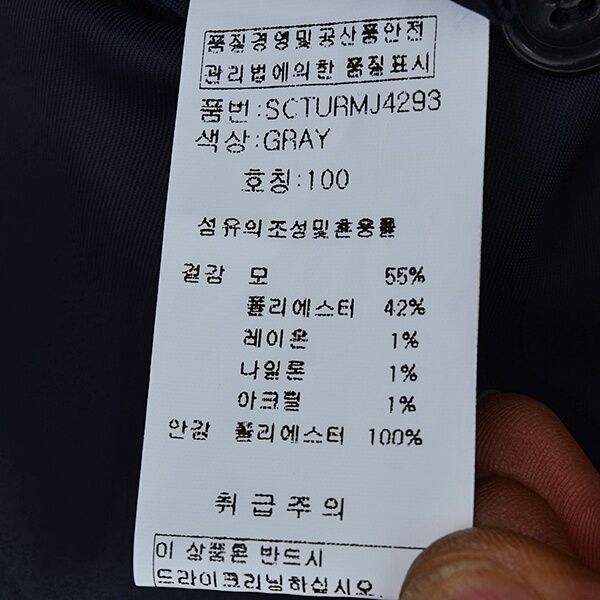 품질경영및공산품안전
관리법에의한 품질표시
품번:SCTURMJ4293
색상:GRAY
호칭:100
섬유의조성및혼용률
겉감 모 55%
폴리에스터 42%
레이온 1%
나일론 1%
아크릴 1%
안감 폴리에스터 100%
취급주의
이 상품은 반드시
드라이크리닝하십시오.